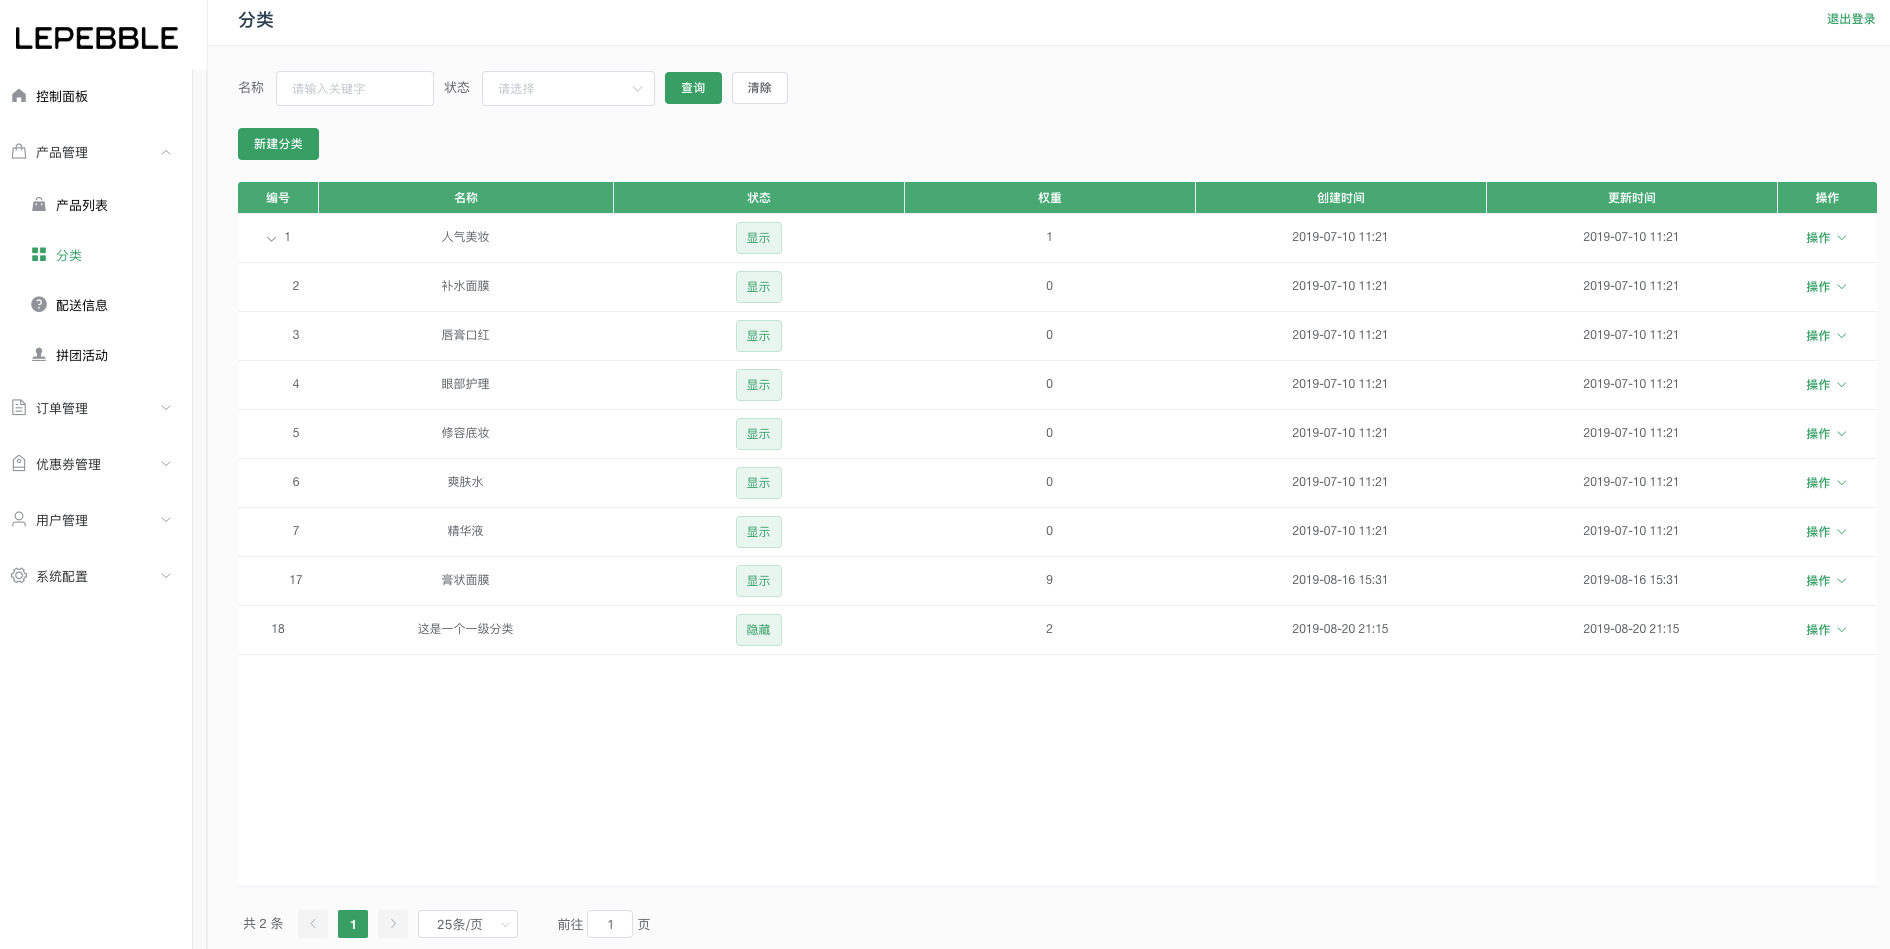 LEPEBBLE
控制面板
产品管理
产品列表
分类
配送信息
拼团活动
订单管理
优惠券管理
用户管理
系统配置
分类 退出登录
名称 请输入关键字 状态 请选择 查询 清除
新建分类
编号 名称 状态 权重 创建时间 更新时间 操作
1 人气美妆 显示 1 2019-07-10 11:21 2019-07-10 11:21 操作
2 补水面膜 显示 0 2019-07-10 11:21 2019-07-10 11:21 操作
3 唇膏口红 显示 0 2019-07-10 11:21 2019-07-10 11:21 操作
4 眼部护理 显示 0 2019-07-10 11:21 2019-07-10 11:21 操作
5 修容底妆 显示 0 2019-07-10 11:21 2019-07-10 11:21 操作
6 爽肤水 显示 0 2019-07-10 11:21 2019-07-10 11:21 操作
7 精华液 显示 0 2019-07-10 11:21 2019-07-10 11:21 操作
17 膏状面膜 显示 9 2019-08-16 15:31 2019-08-16 15:31 操作
18 这是一个一级分类 隐藏 2 2019-08-20 21:15 2019-08-20 21:15 操作
共 2 条 1 25条/页 前往 1 页